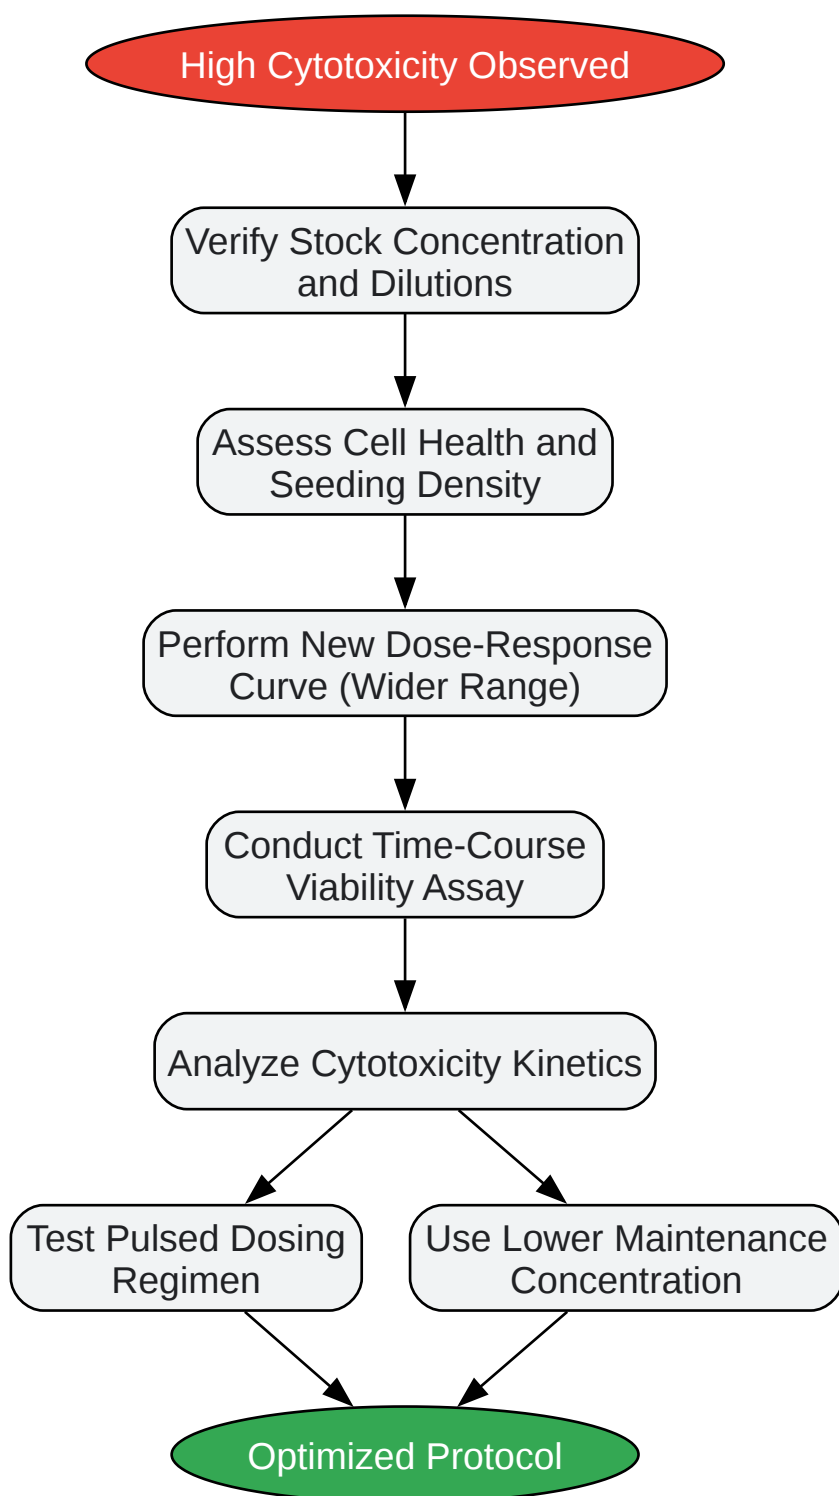 High Cytotoxicity Observed
Verify Stock Concentration
and Dilutions
Assess Cell Health and
Seeding Density
Perform New Dose-Response
Curve (Wider Range)
Conduct Time-Course
Viability Assay
Analyze Cytotoxicity Kinetics
Test Pulsed Dosing
Regimen
Use Lower Maintenance
Concentration
Optimized Protocol